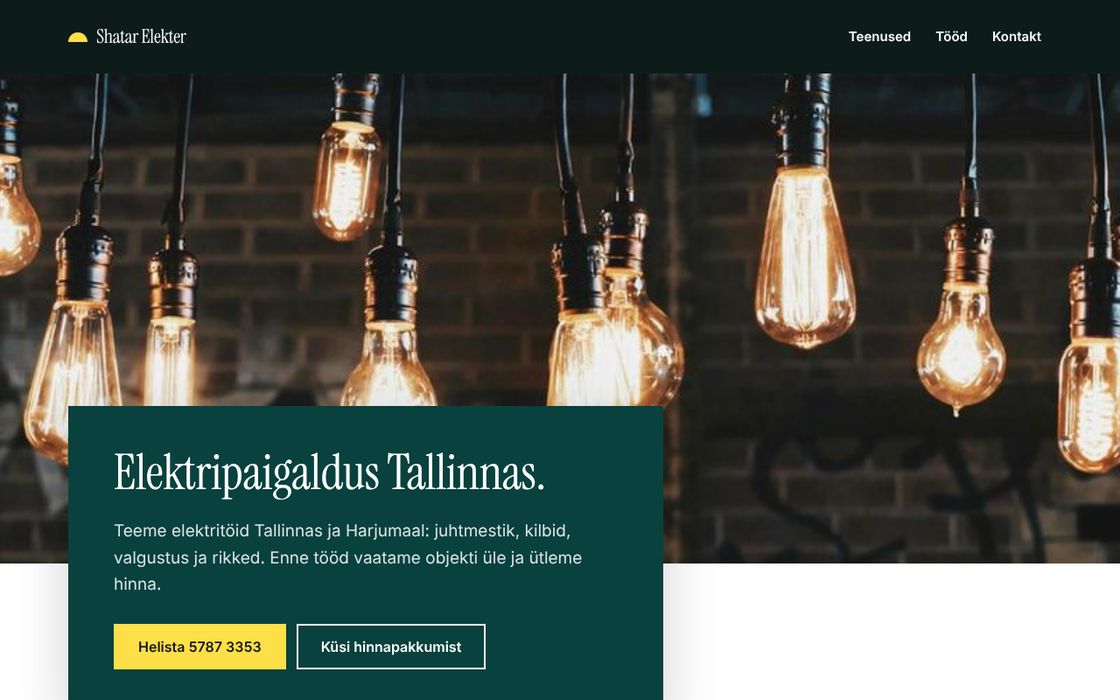 Shatar Elekter
Teenused Tööd Kontakt
Elektripaigaldus Tallinnas.
Teeme elektritöid Tallinnas ja Harjumaal: juhtmestik, kilbid,
valgustus ja rikked. Enne tööd vaatame objekti üle ja ütleme
hinna.
Helista 5787 3353
Küsi hinnapakkumist